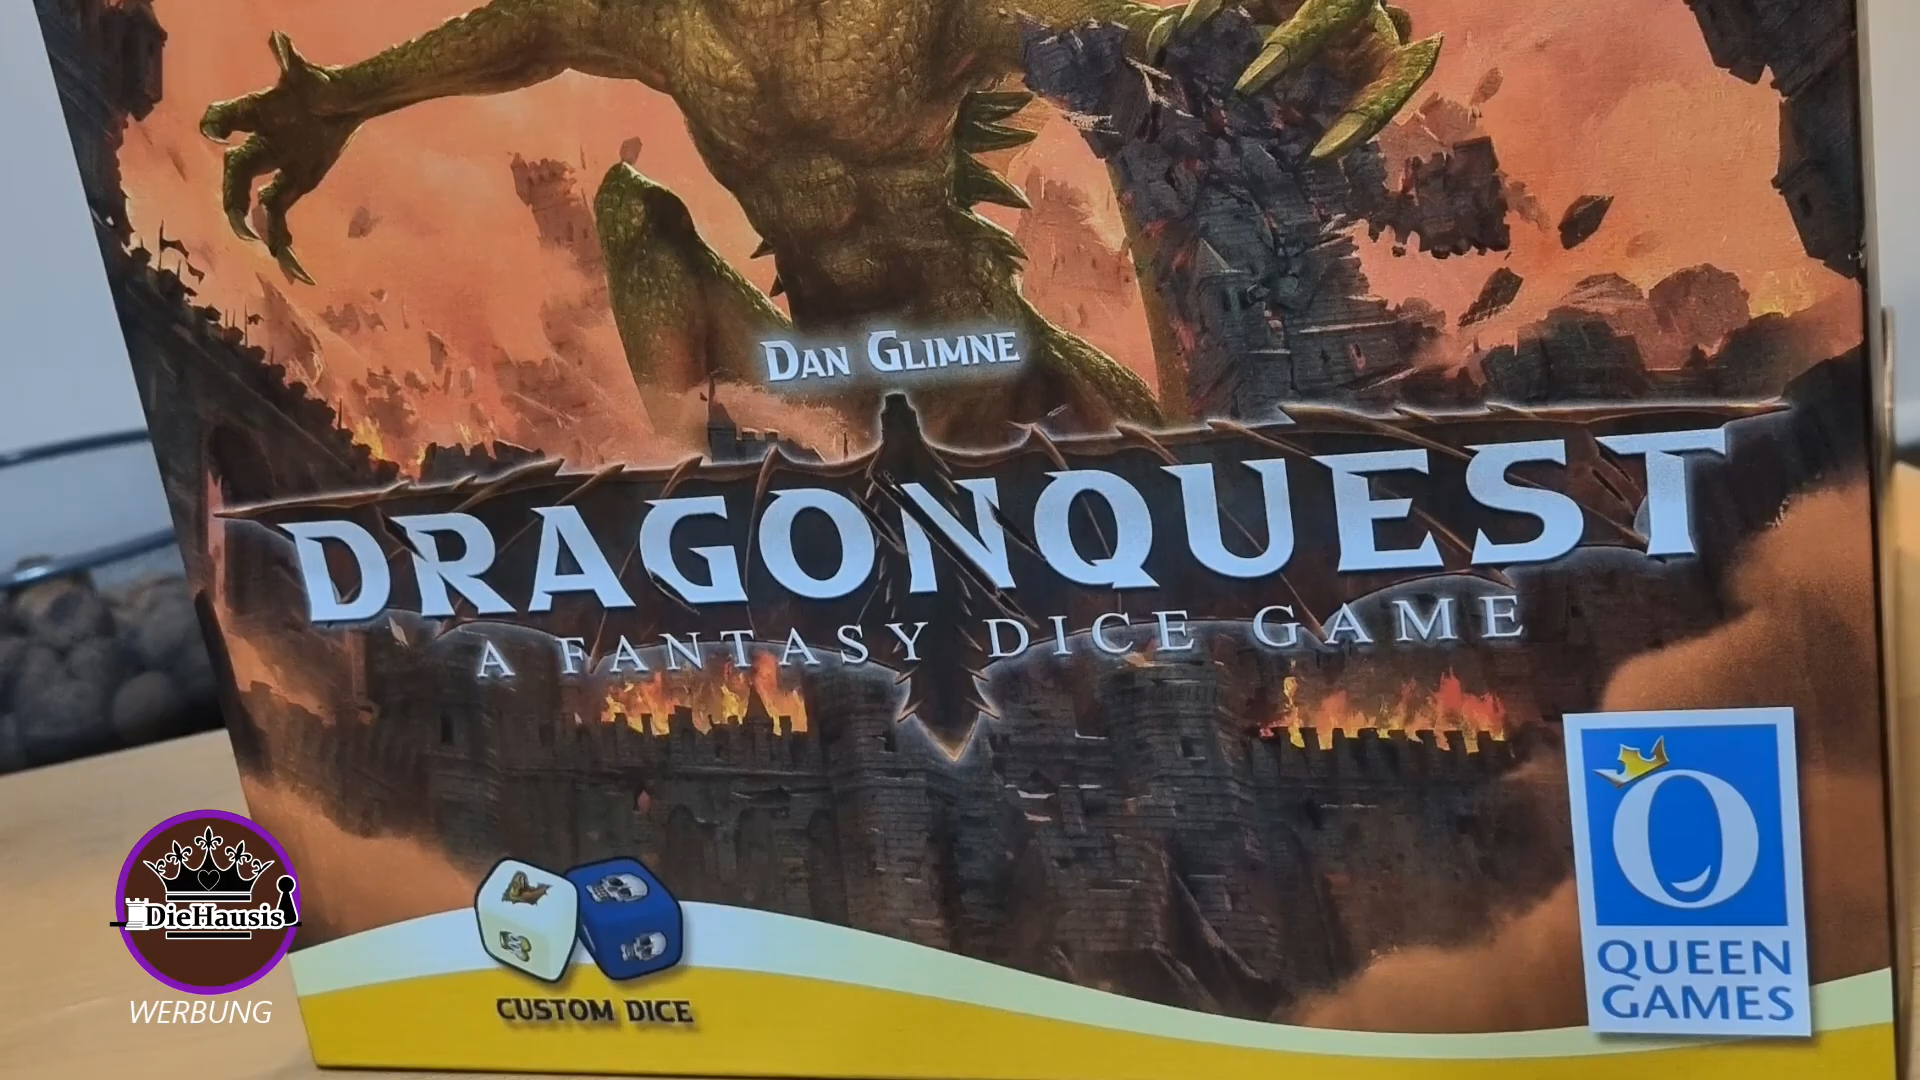 DAN GLIMNE
DRAGONQUEST
A FANTASY DICE GAME
DieHausis
WERBUNG
CUSTOM DICE
QUEEN
GAMES